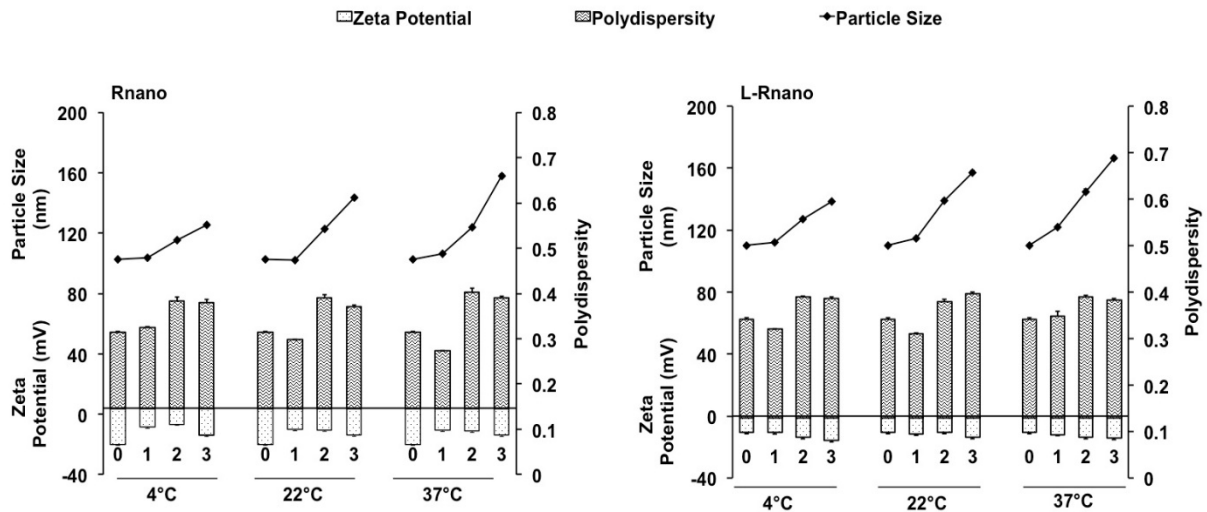 Zeta Potential Polydispersity Particle Size
Rnano
Particle Size
(nm)
Zeta
Potential (mV)
200
160
120
80
40
0
-40
0.8
0.7
0.6
0.5
0.4
0.3
0.2
0.1
0
Polydispersity
0 1 2 3 0 1 2 3 0 1 2 3
4°C 22°C 37°C
L-Rnano
Particle Size
(nm)
Zeta
Potential (mV)
200
160
120
80
40
0
-40
0.8
0.7
0.6
0.5
0.4
0.3
0.2
0.1
0
Polydispersity
0 1 2 3 0 1 2 3 0 1 2 3
4°C 22°C 37°C